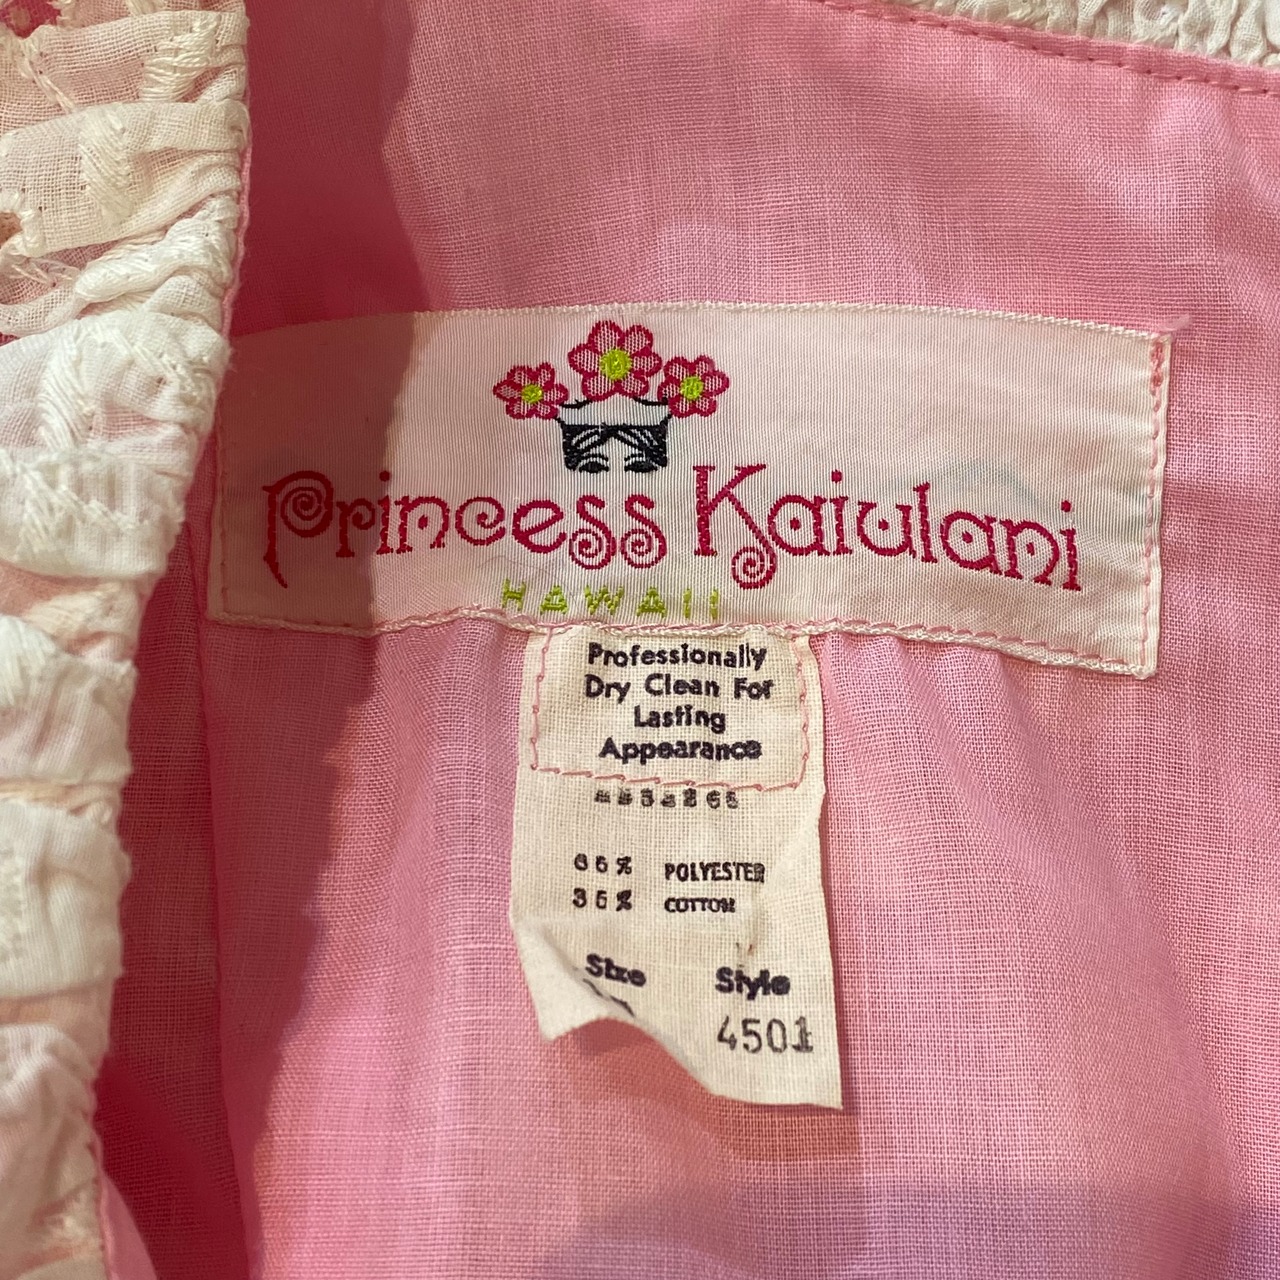 Princess Kaiulani
HAWAII
Professionally
Dry Clean For
Lasting
Appearance
65% POLYESTER
35% COTTON
Size Style
4501